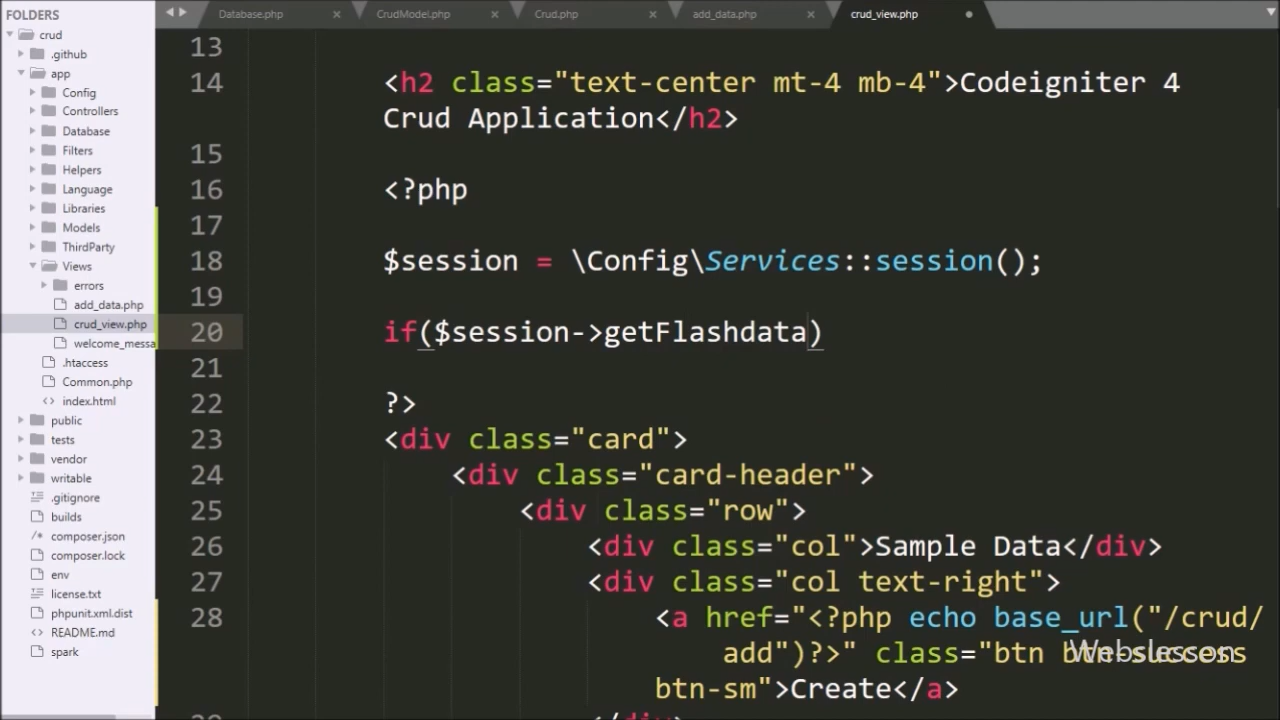 FOLDERS
crud
.github
app
Config
Controllers
Database
Filters
Helpers
Language
Libraries
Models
ThirdParty
Views
errors
add_data.php
crud_view.php
welcome_messa
.htaccess
Common.php
index.html
public
tests
vendor
writable
.gitignore
builds
composer.json
composer.lock
env
license.txt
phpunit.xml.dist
README.md
spark
Database.php
CrudModel.php
Crud.php
add_data.php
crud_view.php
13
14 <h2 class="text-center mt-4 mb-4">Codeigniter 4
Crud Application</h2>
15
16 <?php
17
18 $session = \Config\Services::session();
19
20 if($session->getFlashdata)
21
22 ?>
23 <div class="card">
24 <div class="card-header">
25 <div class="row">
26 <div class="col">Sample Data</div>
27 <div class="col text-right">
28 <a href="<?php echo base_url("/crud/
add")?>" class="btn btn-success
btn-sm">Create</a>
29 </div>
Webslesson